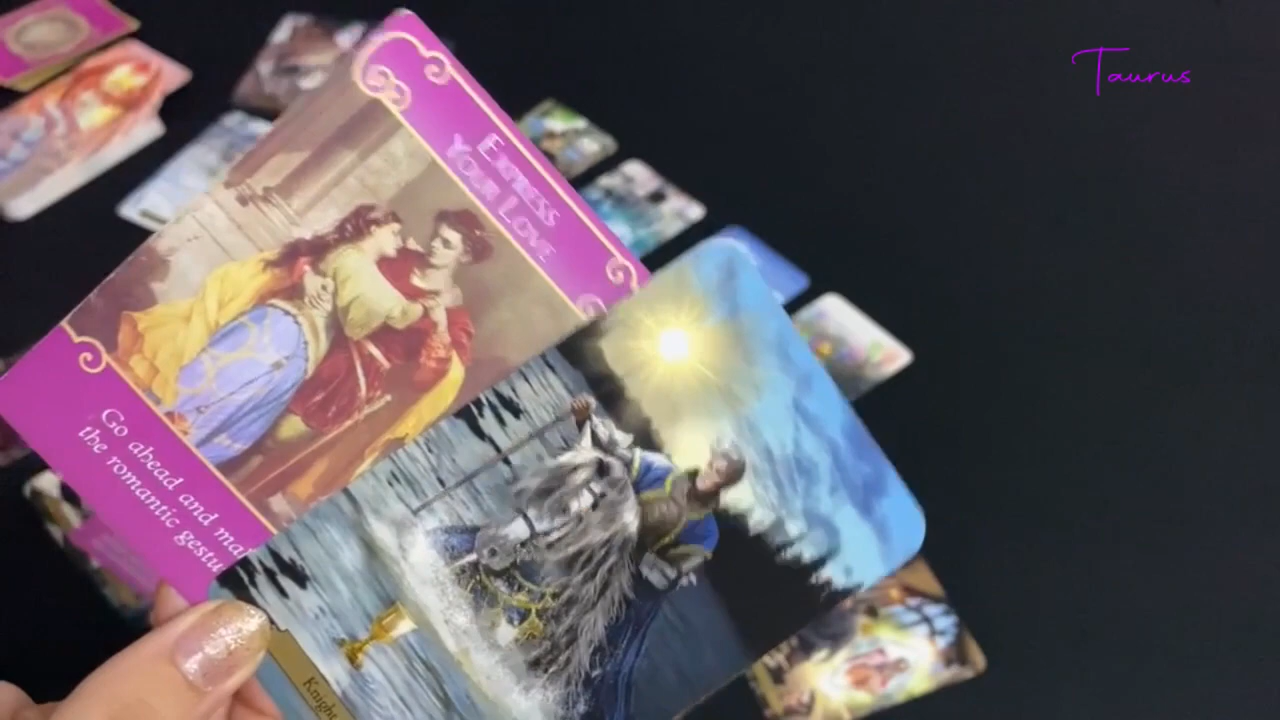 Taurus
Express
Your Love
Go ahead and ma
the romantic gestu
Knight